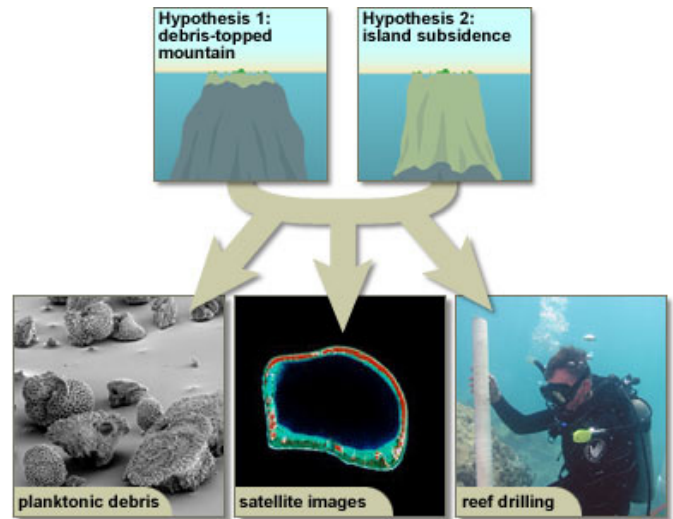 Hypothesis 1:
debris-topped
mountain
Hypothesis 2:
island subsidence
planktonic debris
satellite images
reef drilling